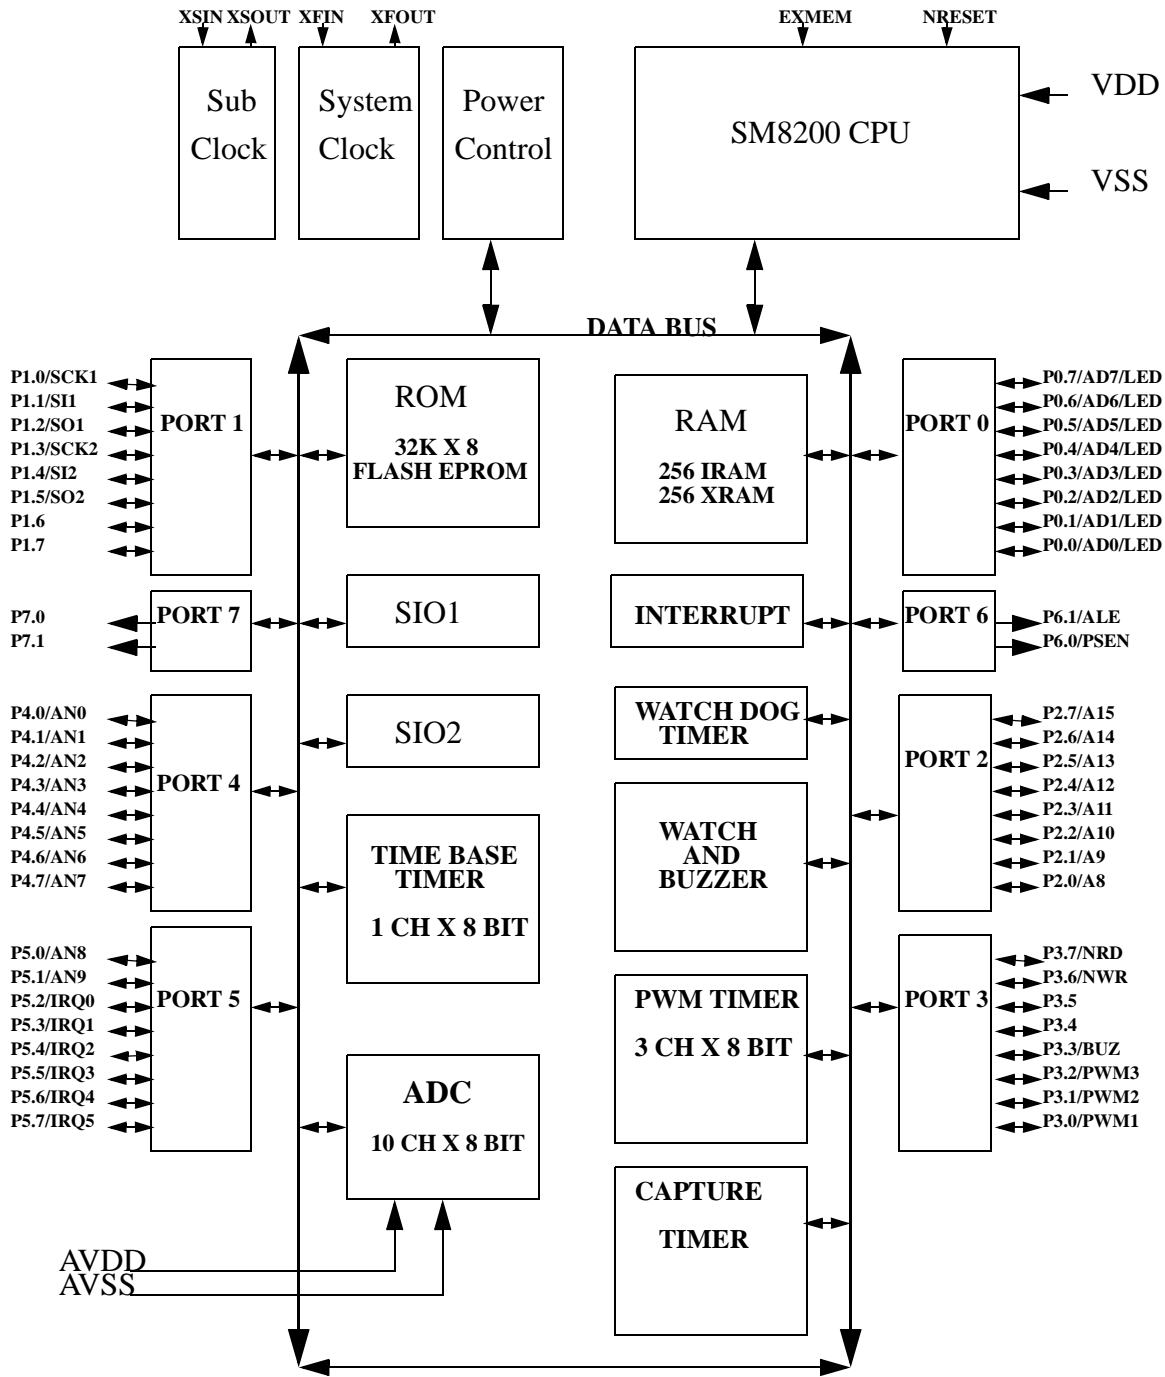 XSIN XSOUT XFIN XFOUT EXMEM NRESET
Sub
Clock
System
Clock
Power
Control
SM8200 CPU
VDD
VSS
DATA BUS
P1.0/SCK1
P1.1/SI1
P1.2/SO1
P1.3/SCK2
P1.4/SI2
P1.5/SO2
P1.6
P1.7
PORT 1
ROM
32K X 8
FLASH EPROM
RAM
256 IRAM
256 XRAM
PORT 0
P0.7/AD7/LED
P0.6/AD6/LED
P0.5/AD5/LED
P0.4/AD4/LED
P0.3/AD3/LED
P0.2/AD2/LED
P0.1/AD1/LED
P0.0/AD0/LED
P7.0
P7.1
PORT 7
SIO1
INTERRUPT
PORT 6
P6.1/ALE
P6.0/PSEN
P4.0/AN0
P4.1/AN1
P4.2/AN2
P4.3/AN3
P4.4/AN4
P4.5/AN5
P4.6/AN6
P4.7/AN7
PORT 4
SIO2
WATCH DOG
TIMER
PORT 2
P2.7/A15
P2.6/A14
P2.5/A13
P2.4/A12
P2.3/A11
P2.2/A10
P2.1/A9
P2.0/A8
TIME BASE
TIMER
1 CH X 8 BIT
WATCH
AND
BUZZER
P5.0/AN8
P5.1/AN9
P5.2/IRQ0
P5.3/IRQ1
P5.4/IRQ2
P5.5/IRQ3
P5.6/IRQ4
P5.7/IRQ5
PORT 5
ADC
10 CH X 8 BIT
PWM TIMER
3 CH X 8 BIT
PORT 3
P3.7/NRD
P3.6/NWR
P3.5
P3.4
P3.3/BUZ
P3.2/PWM3
P3.1/PWM2
P3.0/PWM1
CAPTURE
TIMER
AVDD
AVSS